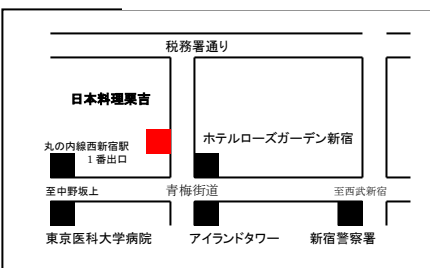 税務署通り
日本料理栗吉
丸の内線西新宿駅
１番出口
ホテルローズガーデン新宿
至中野坂上
青梅街道
至西武新宿
東京医科大学病院
アイランドタワー
新宿警察署